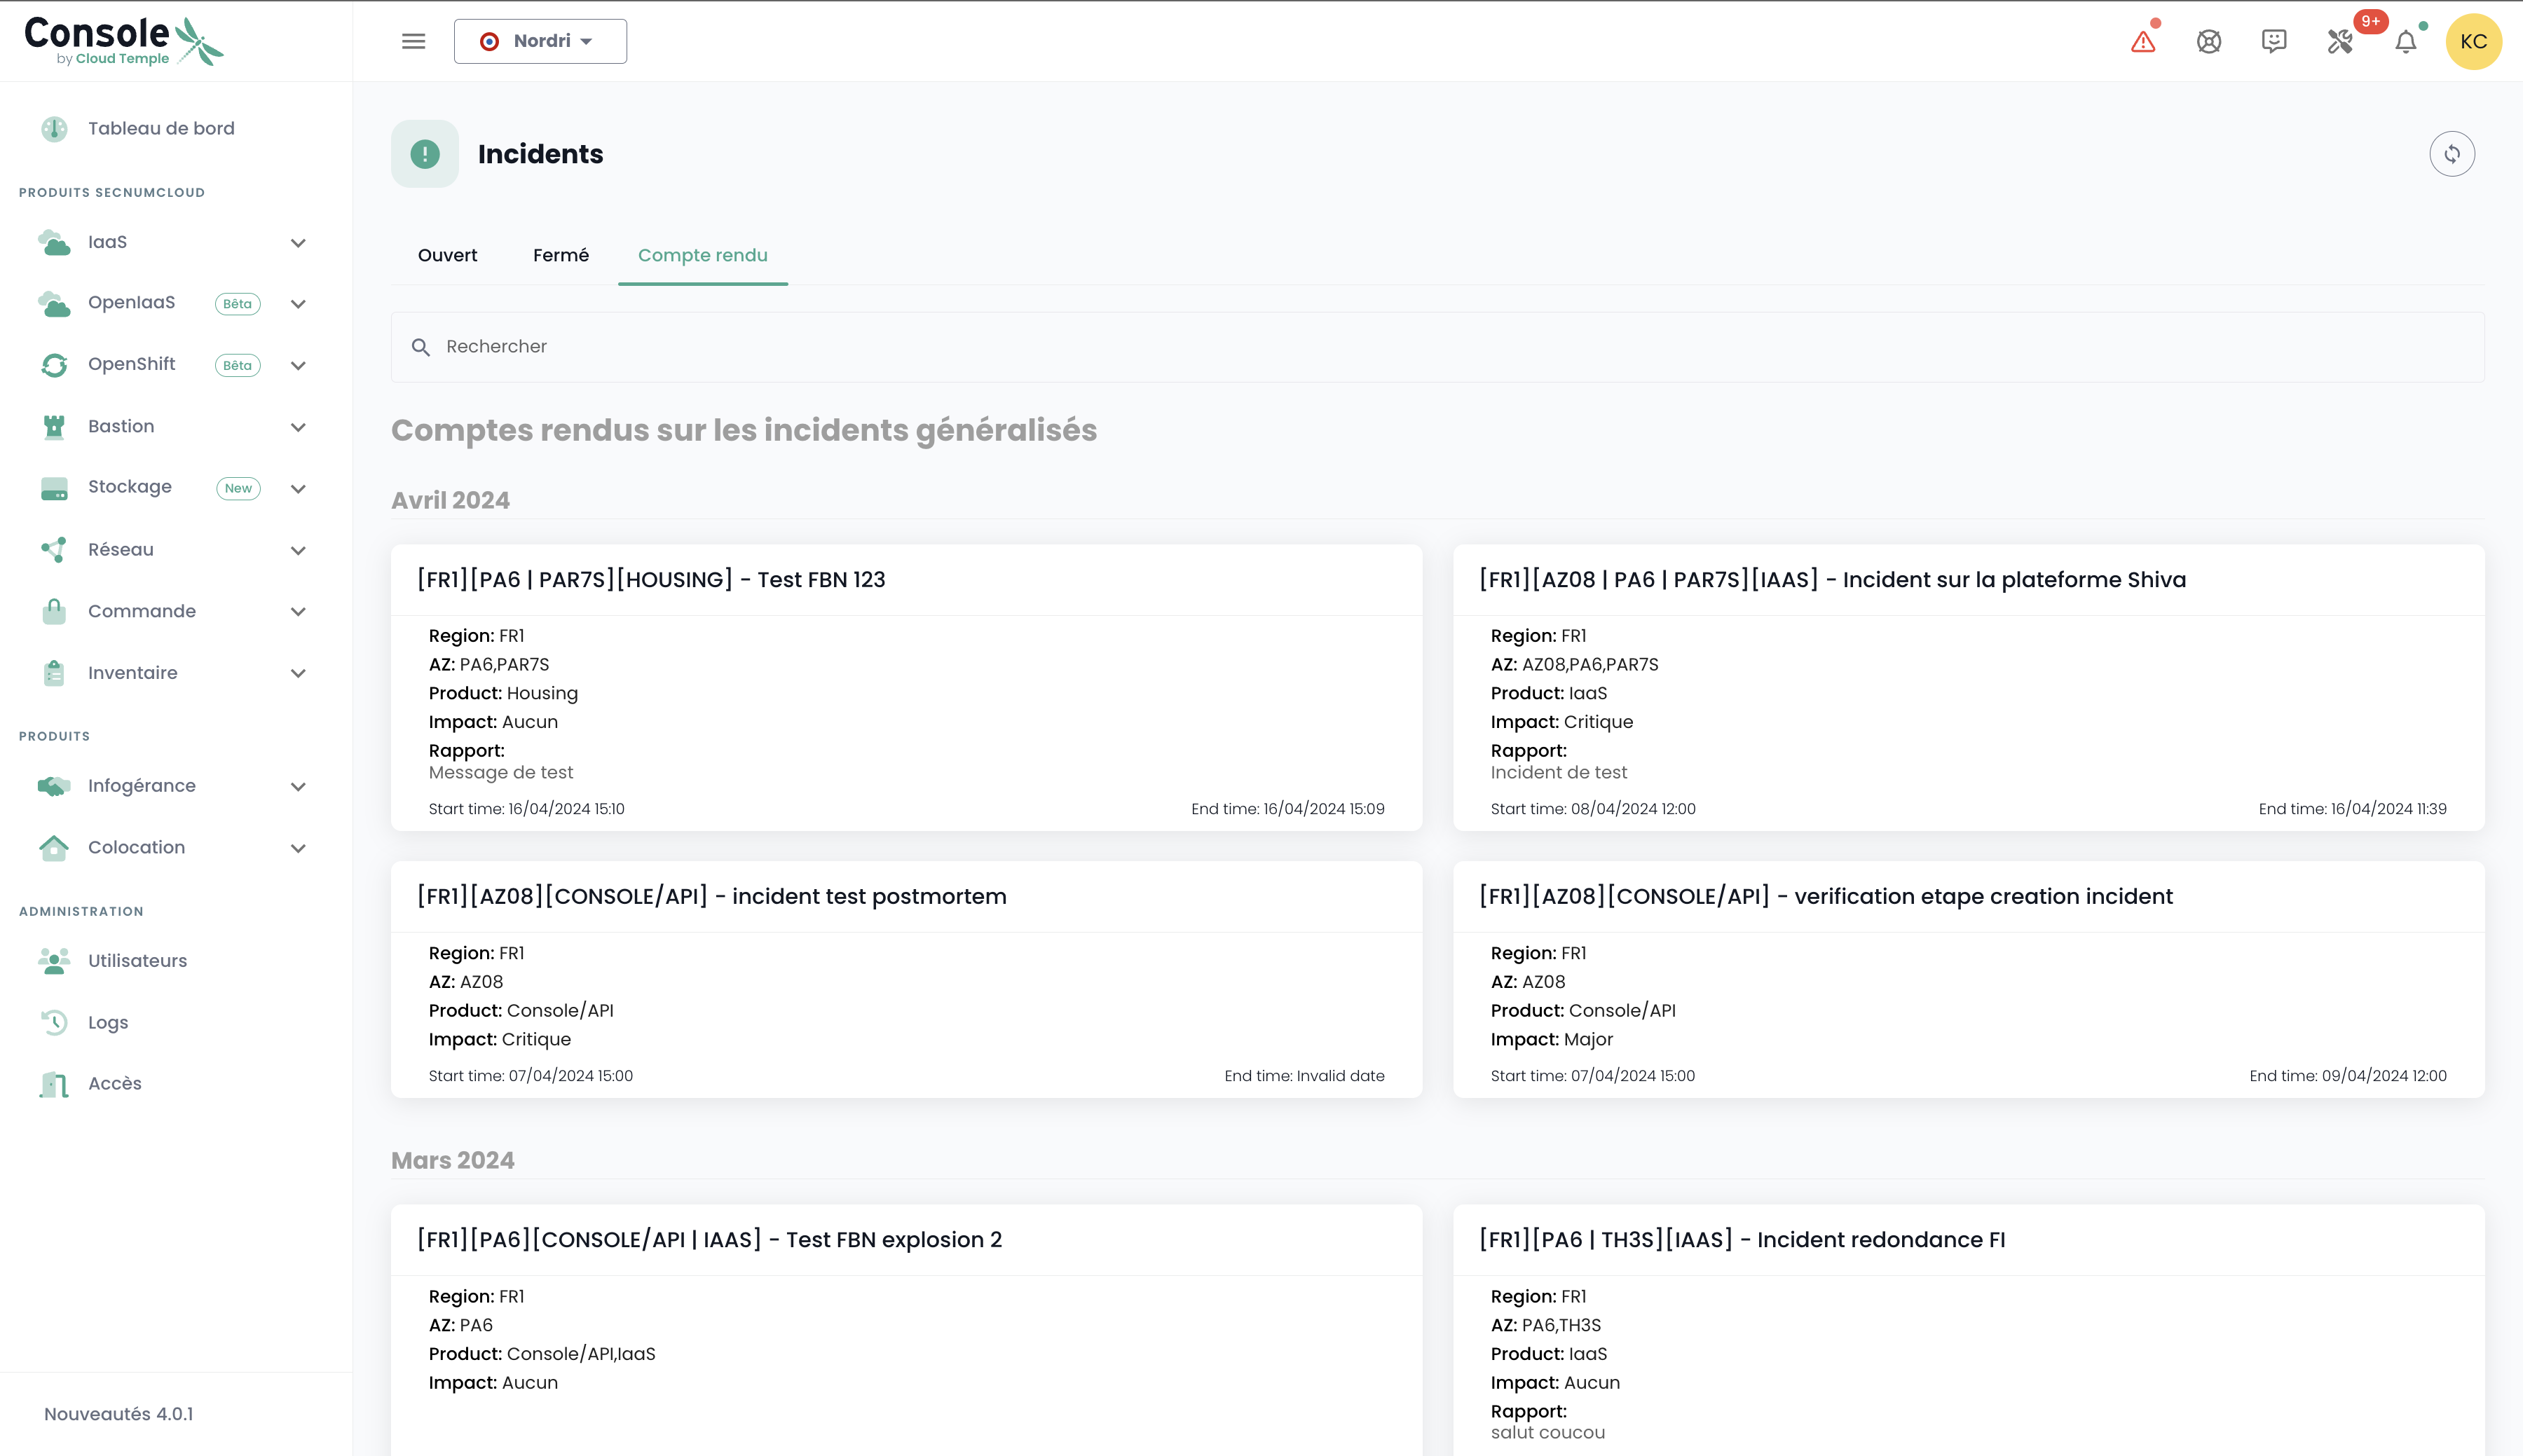 Console
by Cloud Temple
Nordri
9+
KC
Tableau de bord
PRODUITS SECNUMCLOUD
IaaS
OpenIaaS Bêta
OpenShift Bêta
Bastion
Stockage New
Réseau
Commande
Inventaire
PRODUITS
Infogérance
Colocation
ADMINISTRATION
Utilisateurs
Logs
Accès
Nouveautés 4.0.1
Incidents
Ouvert Fermé Compte rendu
Rechercher
Comptes rendus sur les incidents généralisés
Avril 2024
[FR1][PA6 | PAR7S][HOUSING] - Test FBN 123
Region: FR1
AZ: PA6,PAR7S
Product: Housing
Impact: Aucun
Rapport:
Message de test
Start time: 16/04/2024 15:10 End time: 16/04/2024 15:09
[FR1][AZ08 | PA6 | PAR7S][IAAS] - Incident sur la plateforme Shiva
Region: FR1
AZ: AZ08,PA6,PAR7S
Product: IaaS
Impact: Critique
Rapport:
Incident de test
Start time: 08/04/2024 12:00 End time: 16/04/2024 11:39
[FR1][AZ08][CONSOLE/API] - incident test postmortem
Region: FR1
AZ: AZ08
Product: Console/API
Impact: Critique
Start time: 07/04/2024 15:00 End time: Invalid date
[FR1][AZ08][CONSOLE/API] - verification etape creation incident
Region: FR1
AZ: AZ08
Product: Console/API
Impact: Major
Start time: 07/04/2024 15:00 End time: 09/04/2024 12:00
Mars 2024
[FR1][PA6][CONSOLE/API | IAAS] - Test FBN explosion 2
Region: FR1
AZ: PA6
Product: Console/API,IaaS
Impact: Aucun
[FR1][PA6 | TH3S][IAAS] - Incident redondance FI
Region: FR1
AZ: PA6,TH3S
Product: IaaS
Impact: Aucun
Rapport:
salut coucou